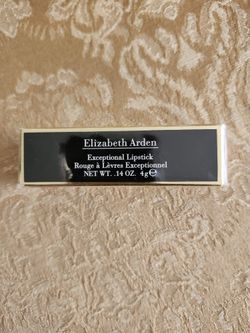 Elizabeth Arden
Exceptional Lipstick
Rouge à Lèvres Exceptionnel
NET WT. .14 OZ. 4g℮